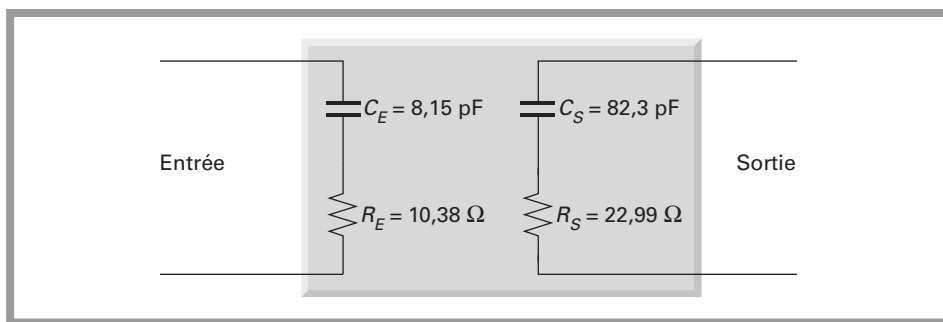 C_E = 8,15 pF
C_S = 82,3 pF
Entrée
Sortie
R_E = 10,38 Ω
R_S = 22,99 Ω